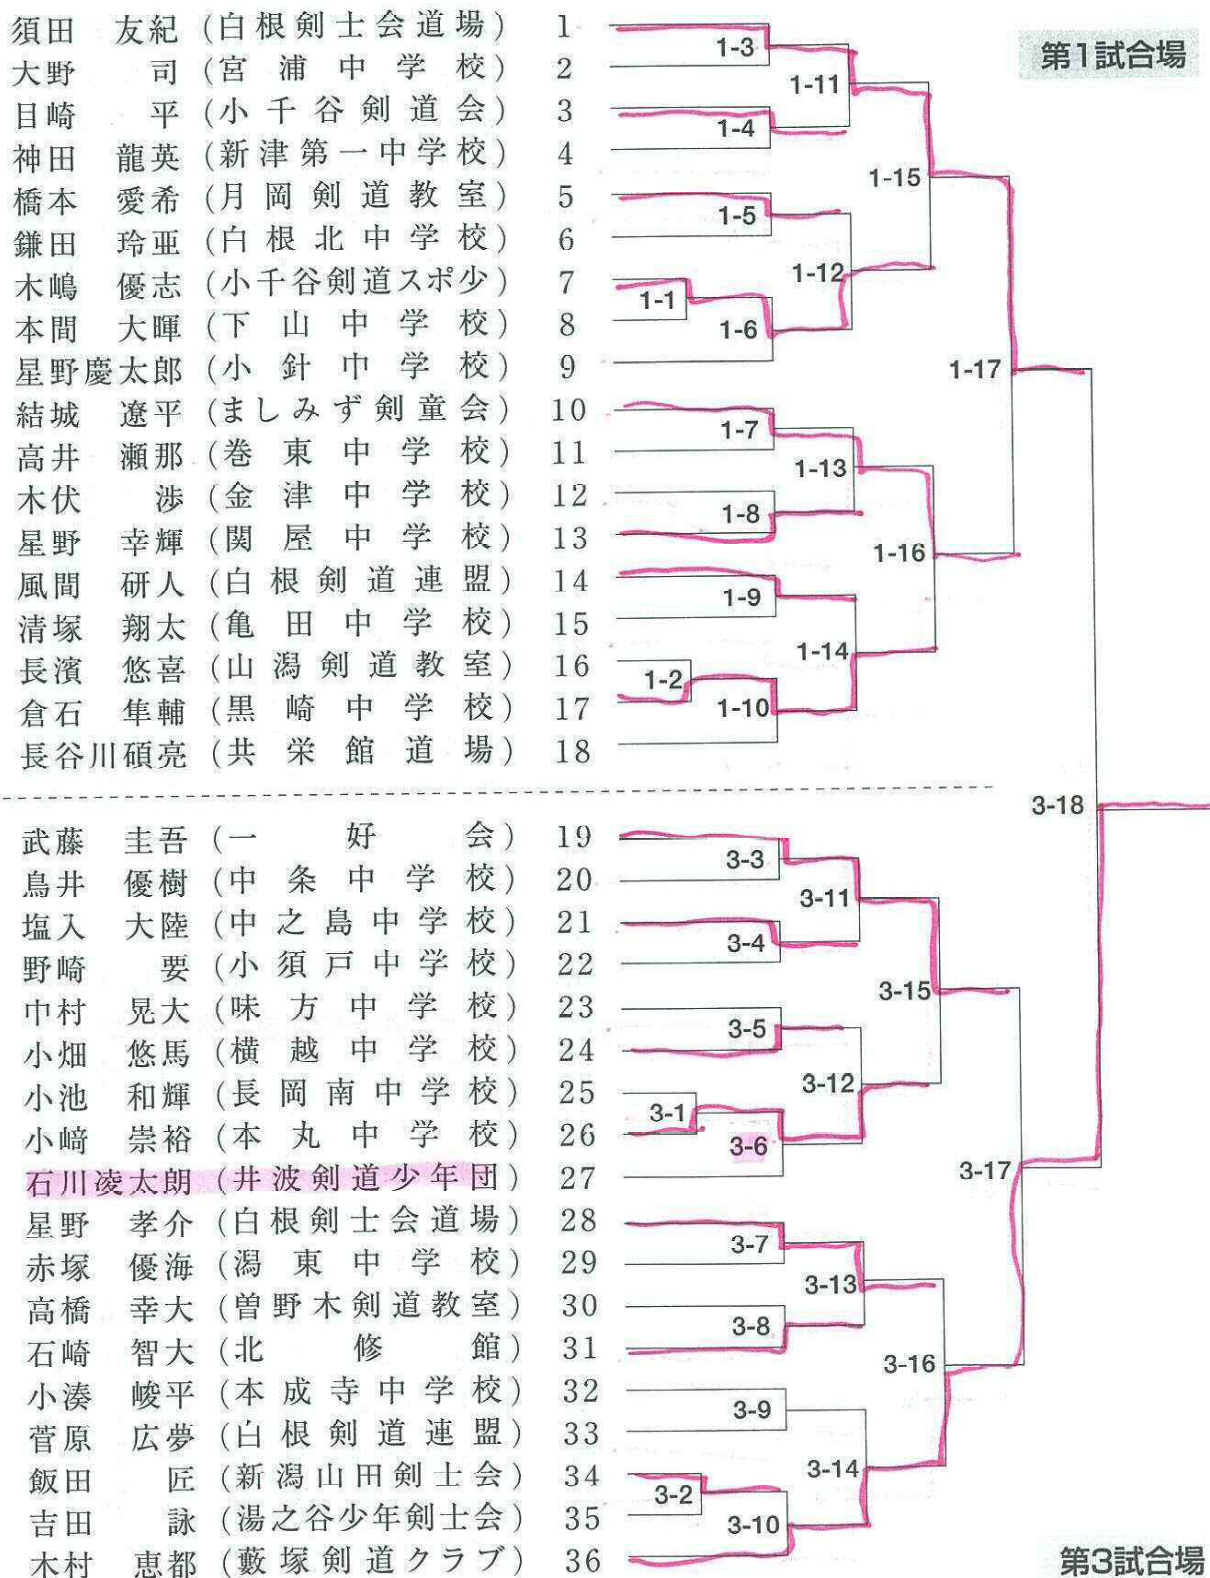 第1試合場
須田 友紀 (白根剣士会道場) 1
大野 司 (宮浦中学校) 2
目崎 平 (小千谷剣道会) 3
神田 龍英 (新津第一中学校) 4
橋本 愛希 (月岡剣道教室) 5
鎌田 玲亜 (白根北中学校) 6
木嶋 優志 (小千谷剣道スポ少) 7
本間 大暉 (下山中学校) 8
星野慶太郎 (小針中学校) 9
結城 遼平 (ましみず剣童会) 10
高井 瀬那 (巻東中学校) 11
木伏 渉 (金津中学校) 12
星野 幸輝 (関屋中学校) 13
風間 研人 (白根剣道連盟) 14
清塚 翔太 (亀田中学校) 15
長濱 悠喜 (山潟剣道教室) 16
倉石 隼輔 (黒崎中学校) 17
長谷川碩亮 (共栄館道場) 18
1-3
1-11
1-4
1-15
1-5
1-12
1-1
1-6
1-17
1-7
1-13
1-8
1-16
1-9
1-14
1-2
1-10
3-18
武藤 圭吾 (一好会) 19
鳥井 優樹 (中条中学校) 20
塩入 大陸 (中之島中学校) 21
野崎 要 (小須戸中学校) 22
中村 晃大 (味方中学校) 23
小畑 悠馬 (横越中学校) 24
小池 和輝 (長岡南中学校) 25
小﨑 崇裕 (本丸中学校) 26
石川凌太朗 (井波剣道少年団) 27
星野 孝介 (白根剣士会道場) 28
赤塚 優海 (潟東中学校) 29
高橋 幸大 (曽野木剣道教室) 30
石崎 智大 (北修館) 31
小湊 峻平 (本成寺中学校) 32
菅原 広夢 (白根剣道連盟) 33
飯田 匠 (新潟山田剣士会) 34
吉田 詠 (湯之谷少年剣士会) 35
木村 恵都 (藪塚剣道クラブ) 36
3-3
3-11
3-4
3-15
3-5
3-12
3-1
3-6
3-17
3-7
3-13
3-8
3-16
3-9
3-14
3-2
3-10
第3試合場